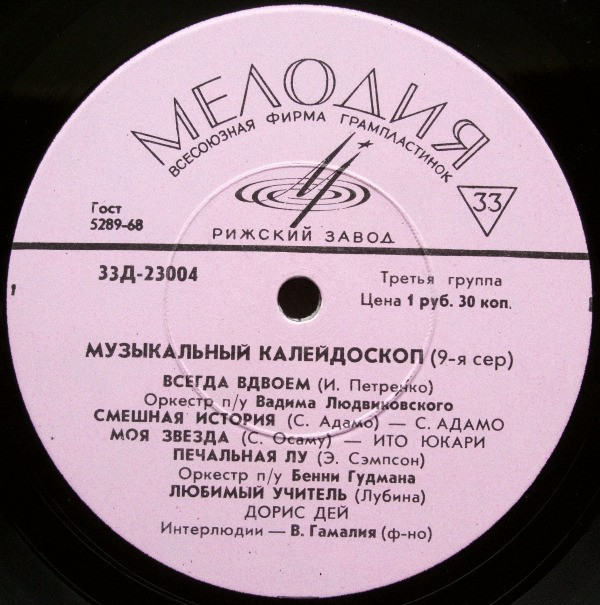 МЕЛОДИЯ
ВСЕСОЮЗНАЯ ФИРМА ГРАМПЛАСТИНОК
33
Гост
5289-68
РИЖСКИЙ ЗАВОД
33Д-23004
Третья группа
Цена 1 руб. 30 коп.
МУЗЫКАЛЬНЫЙ КАЛЕЙДОСКОП (9-я сер)
ВСЕГДА ВДВОЕМ (И. Петренко)
Оркестр п/у Вадима Людвиковского
СМЕШНАЯ ИСТОРИЯ (С. Адамо) — С. АДАМО
МОЯ ЗВЕЗДА (С. Осаму) — ИТО ЮКАРИ
ПЕЧАЛЬНАЯ ЛУ (Э. Сэмпсон)
Оркестр п/у Бенни Гудмана
ЛЮБИМЫЙ УЧИТЕЛЬ (Лубина)
ДОРИС ДЕЙ
Интерлюдии — В. Гамалия (ф-но)